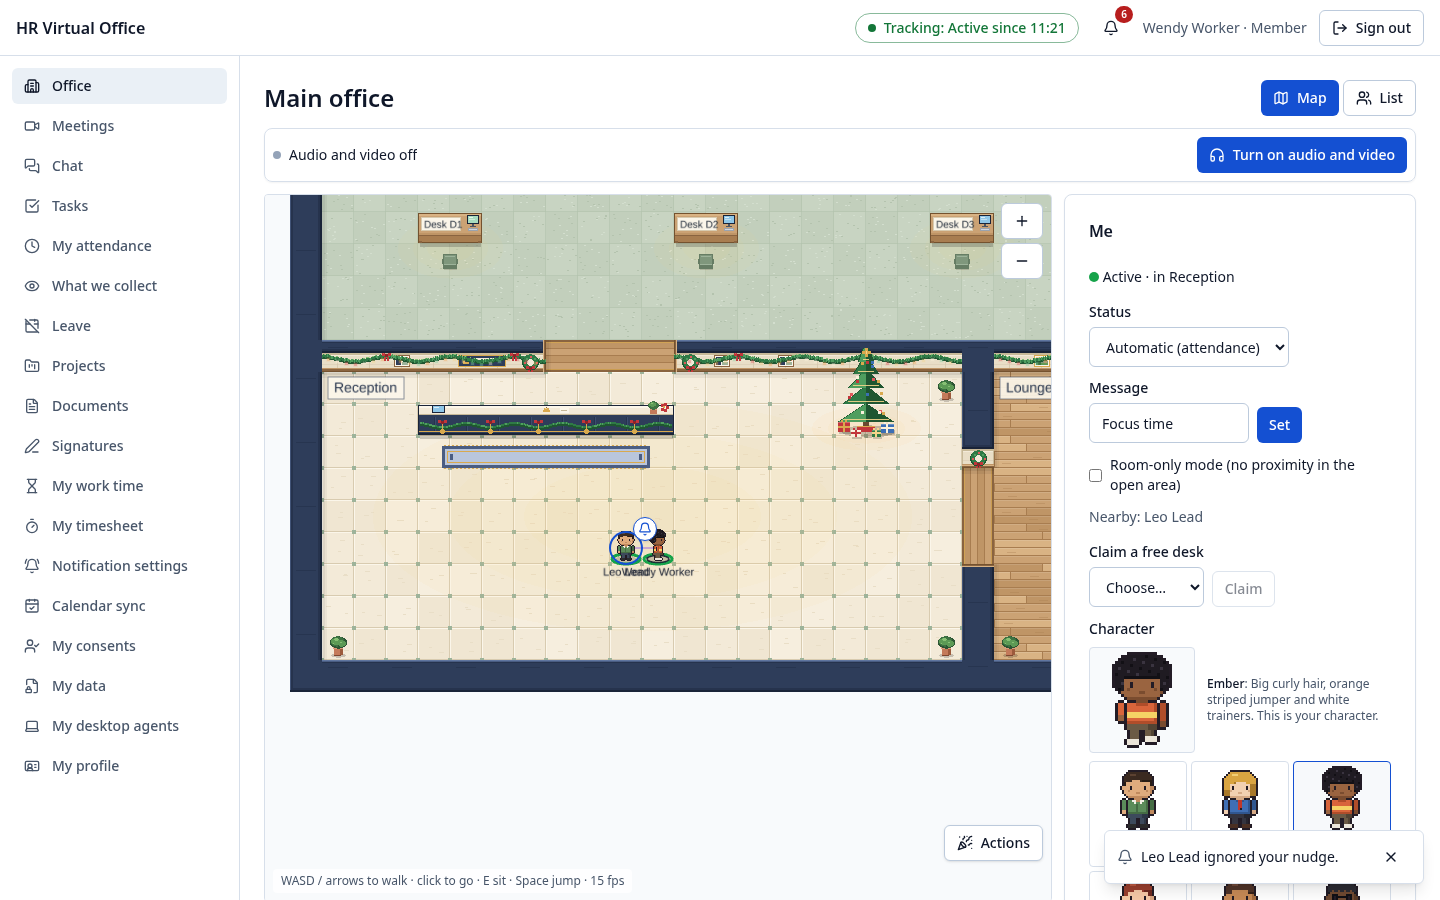 HR Virtual Office
Tracking: Active since 11:21
6
Wendy Worker · Member
Sign out
Office
Meetings
Chat
Tasks
My attendance
What we collect
Leave
Projects
Documents
Signatures
My work time
My timesheet
Notification settings
Calendar sync
My consents
My data
My desktop agents
My profile
Main office
Map
List
Audio and video off
Turn on audio and video
Desk D1
Desk D2
Desk D3
+
−
Reception
Lounge
Leo
Worker
Actions
WASD / arrows to walk · click to go · E sit · Space jump · 15 fps
Me
Active · in Reception
Status
Automatic (attendance)
Message
Focus time
Set
Room-only mode (no proximity in the
open area)
Nearby: Leo Lead
Claim a free desk
Choose...
Claim
Character
Ember: Big curly hair, orange
striped jumper and white
trainers. This is your character.
Leo Lead ignored your nudge.